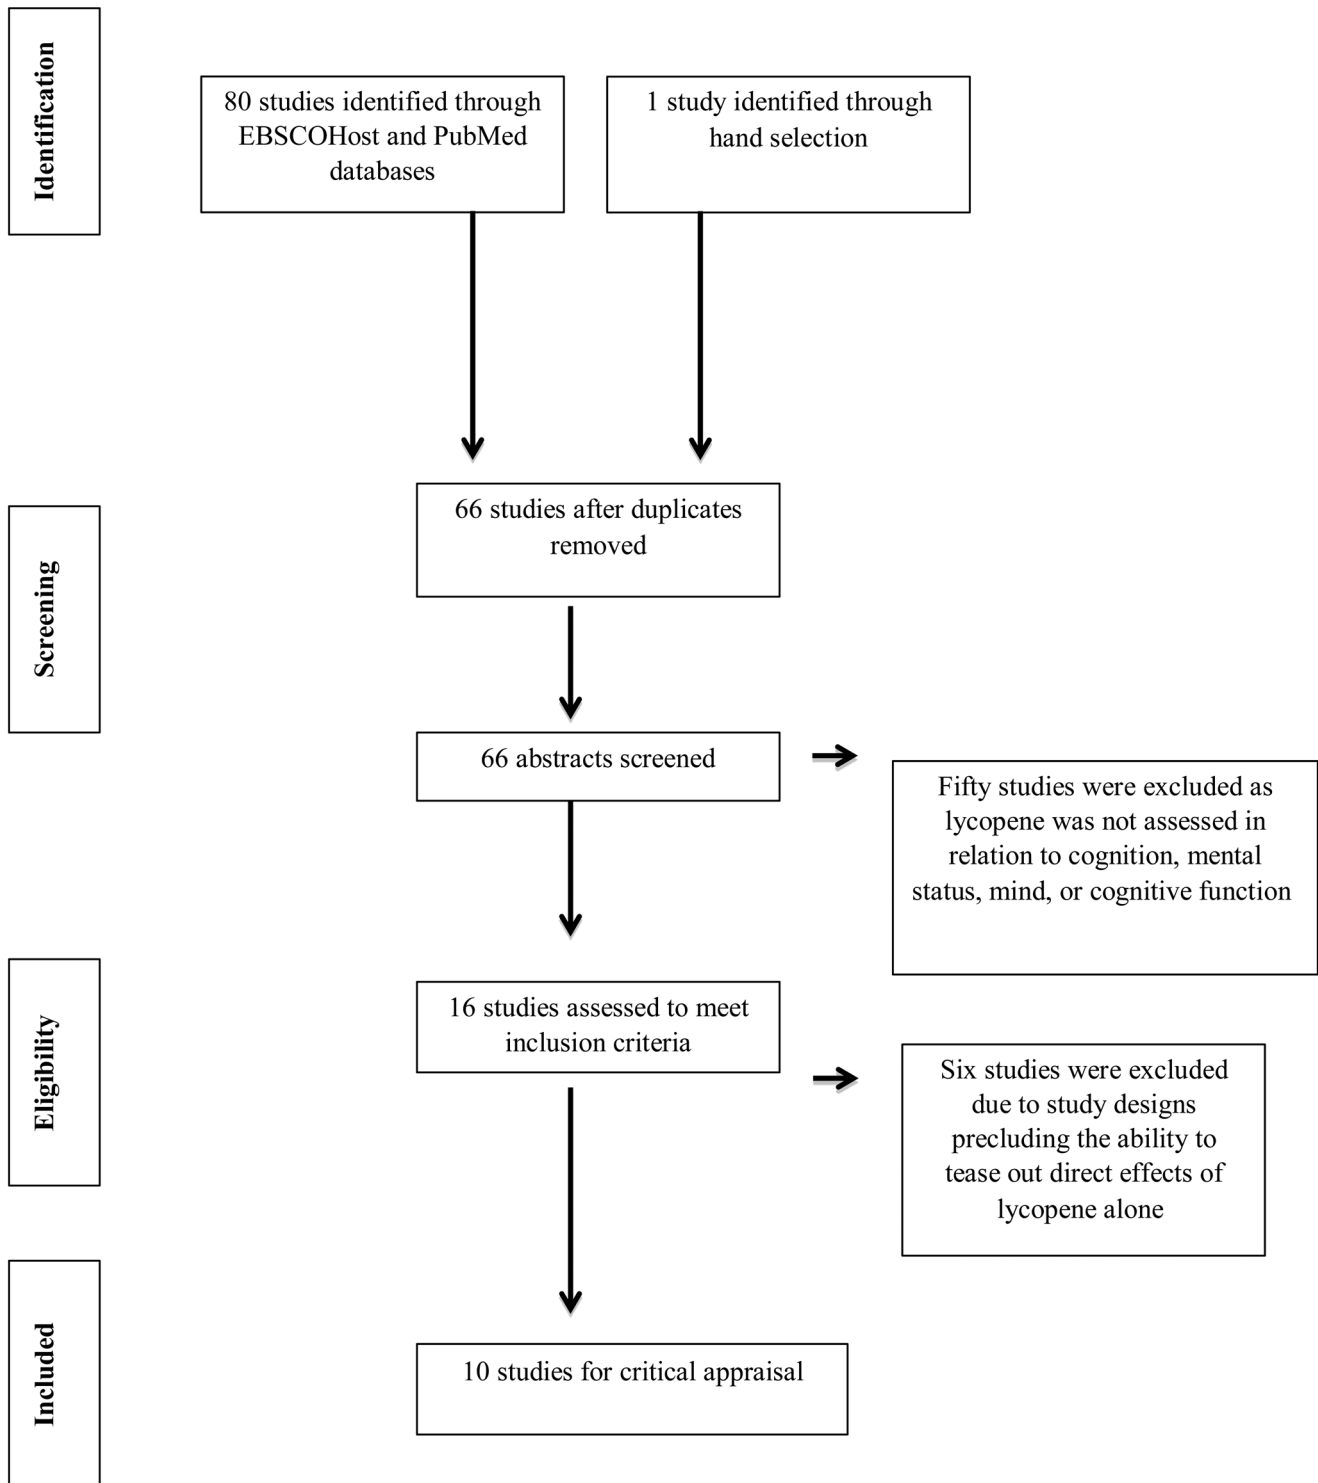 Identification
80 studies identified through
EBSCOHost and PubMed
databases
1 study identified through
hand selection
Screening
66 studies after duplicates
removed
66 abstracts screened
Fifty studies were excluded as
lycopene was not assessed in
relation to cognition, mental
status, mind, or cognitive function
Eligibility
16 studies assessed to meet
inclusion criteria
Six studies were excluded
due to study designs
precluding the ability to
tease out direct effects of
lycopene alone
Included
10 studies for critical appraisal